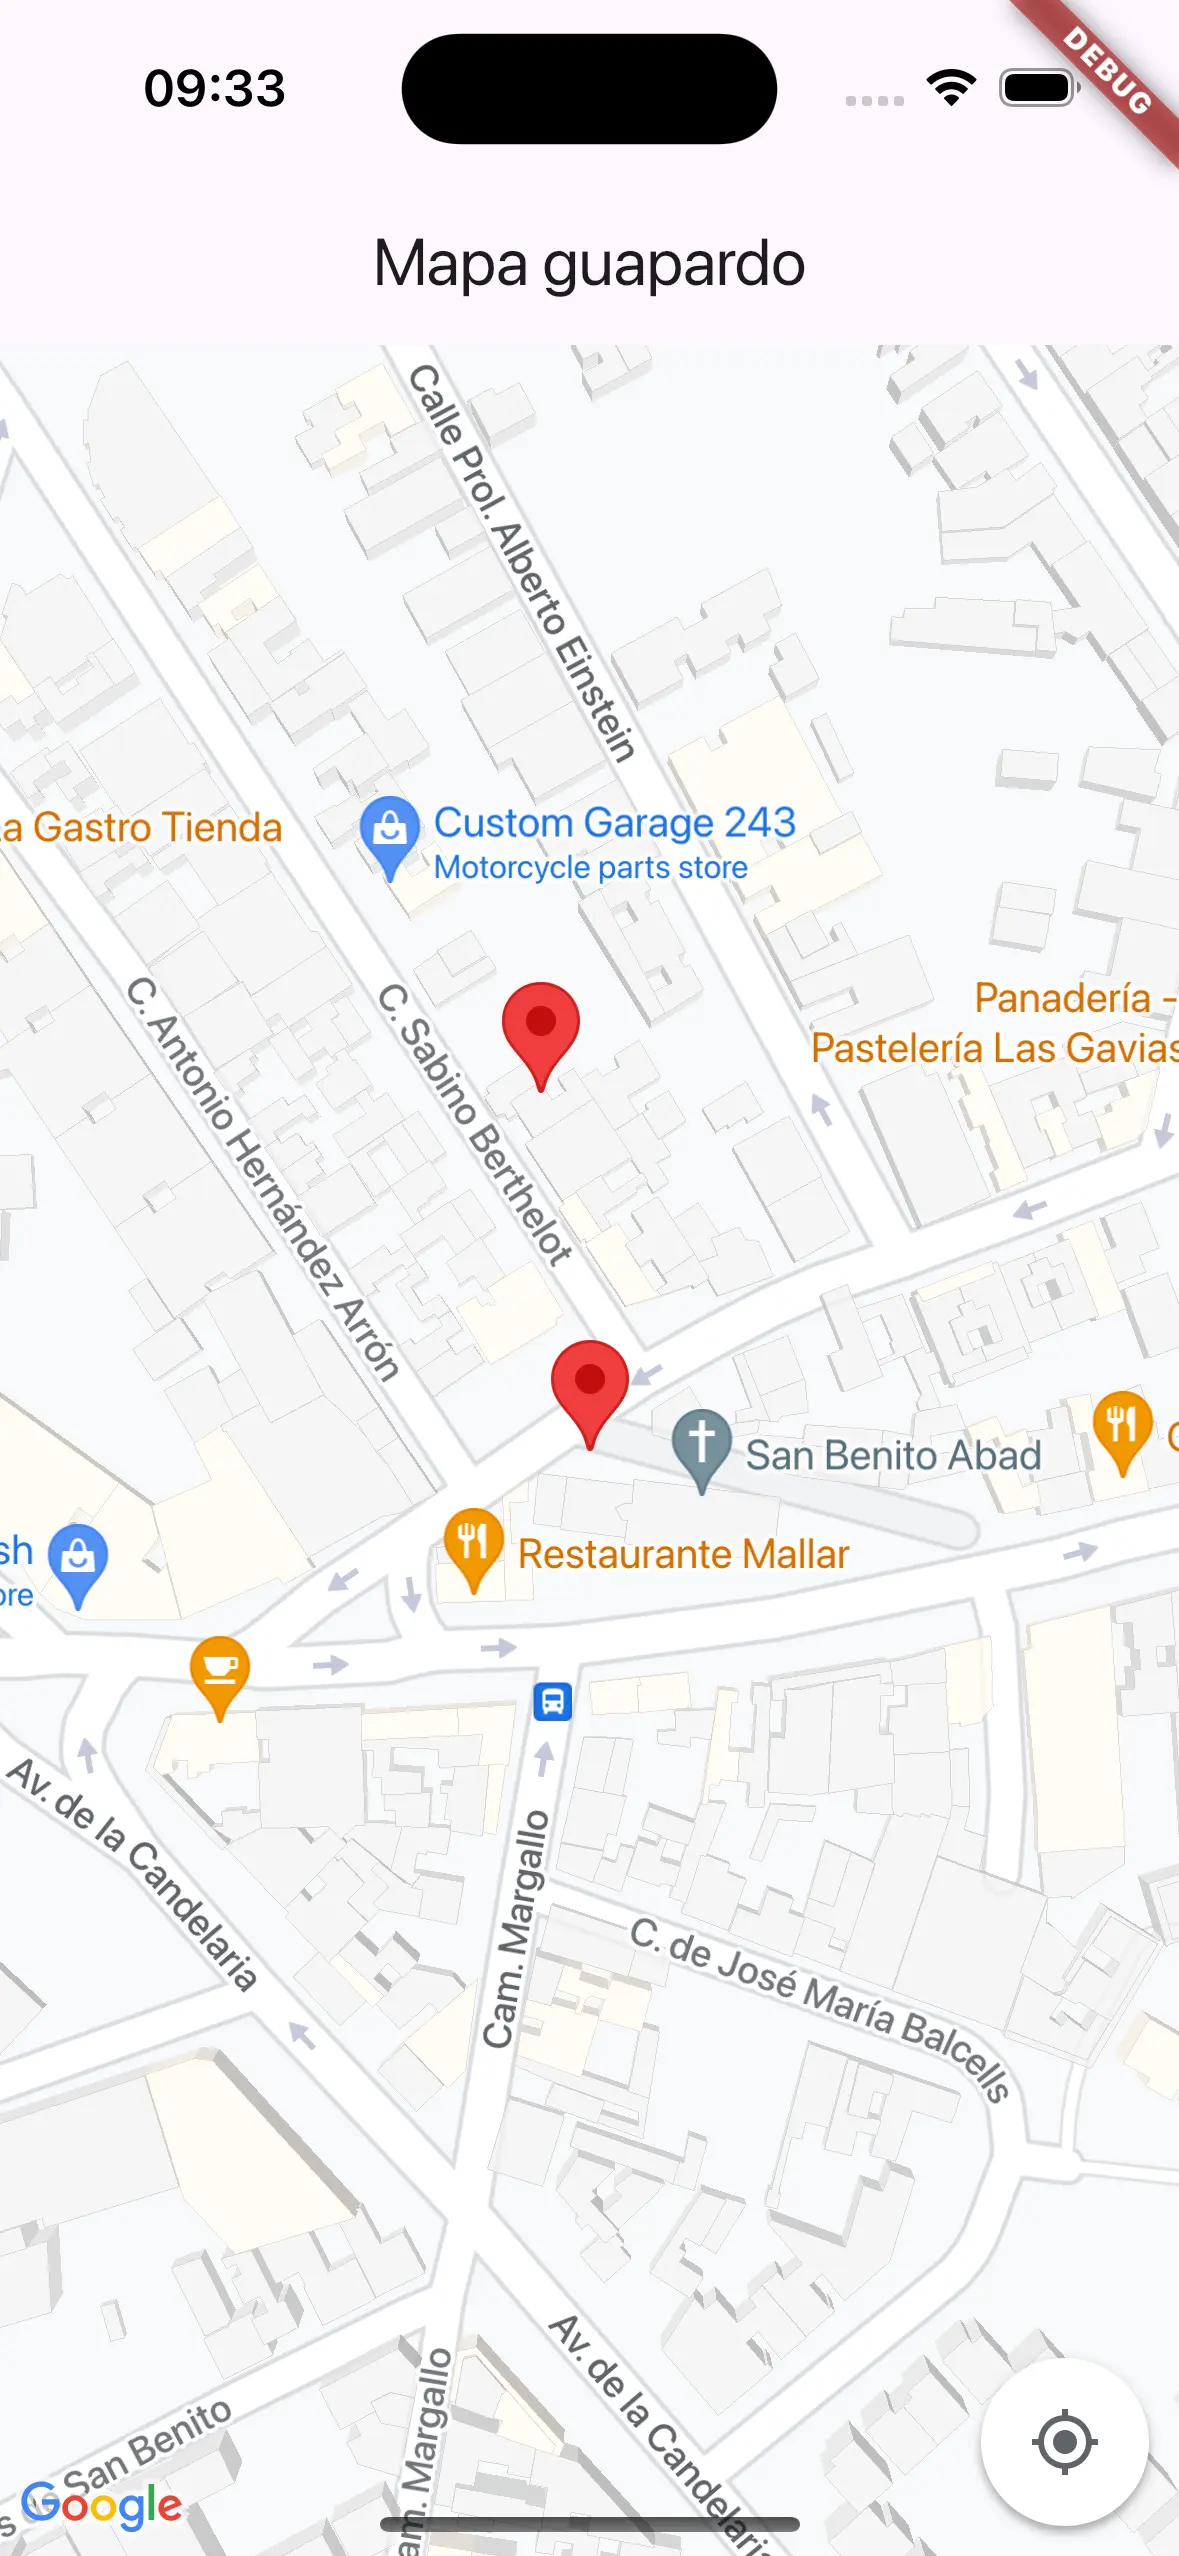 09:33
DEBUG
Mapa guapardo
Calle Prol. Alberto Einstein
a Gastro Tienda
Custom Garage 243
Motorcycle parts store
C. Antonio Hernández Arrón
C. Sabino Berthelot
Panadería -
Pastelería Las Gavias
San Benito Abad
sh
ore
Restaurante Mallar
Av. de la Candelaria
Cam. Margallo
C. de José María Balcells
San Benito
am. Margallo
Av. de la Candelaria
Google